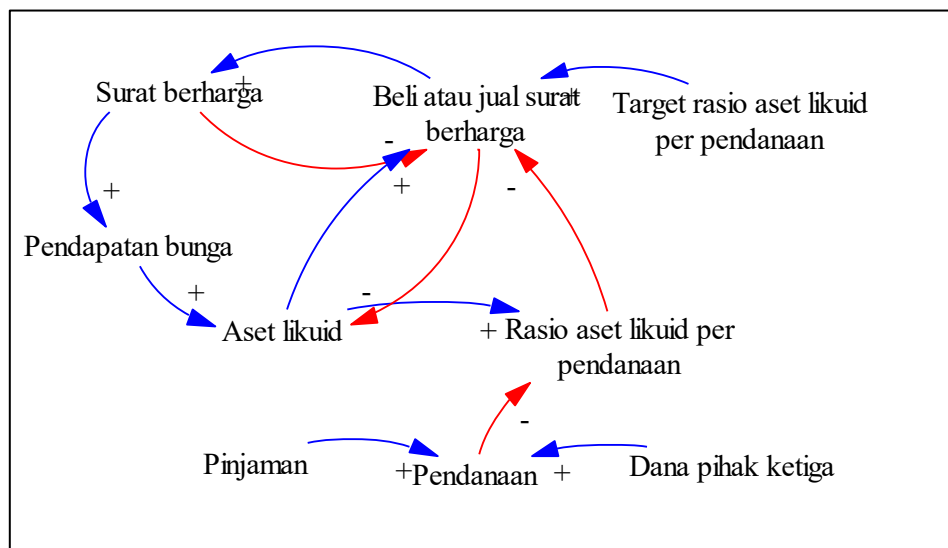 Surat berharga
+
Beli atau jual surat
berharga
+
Target rasio aset likuid
per pendanaan
-
+
-
+
Pendapatan bunga
+
-
Aset likuid
+
Rasio aset likuid per
pendanaan
-
Pinjaman
+
Pendanaan
+
Dana pihak ketiga